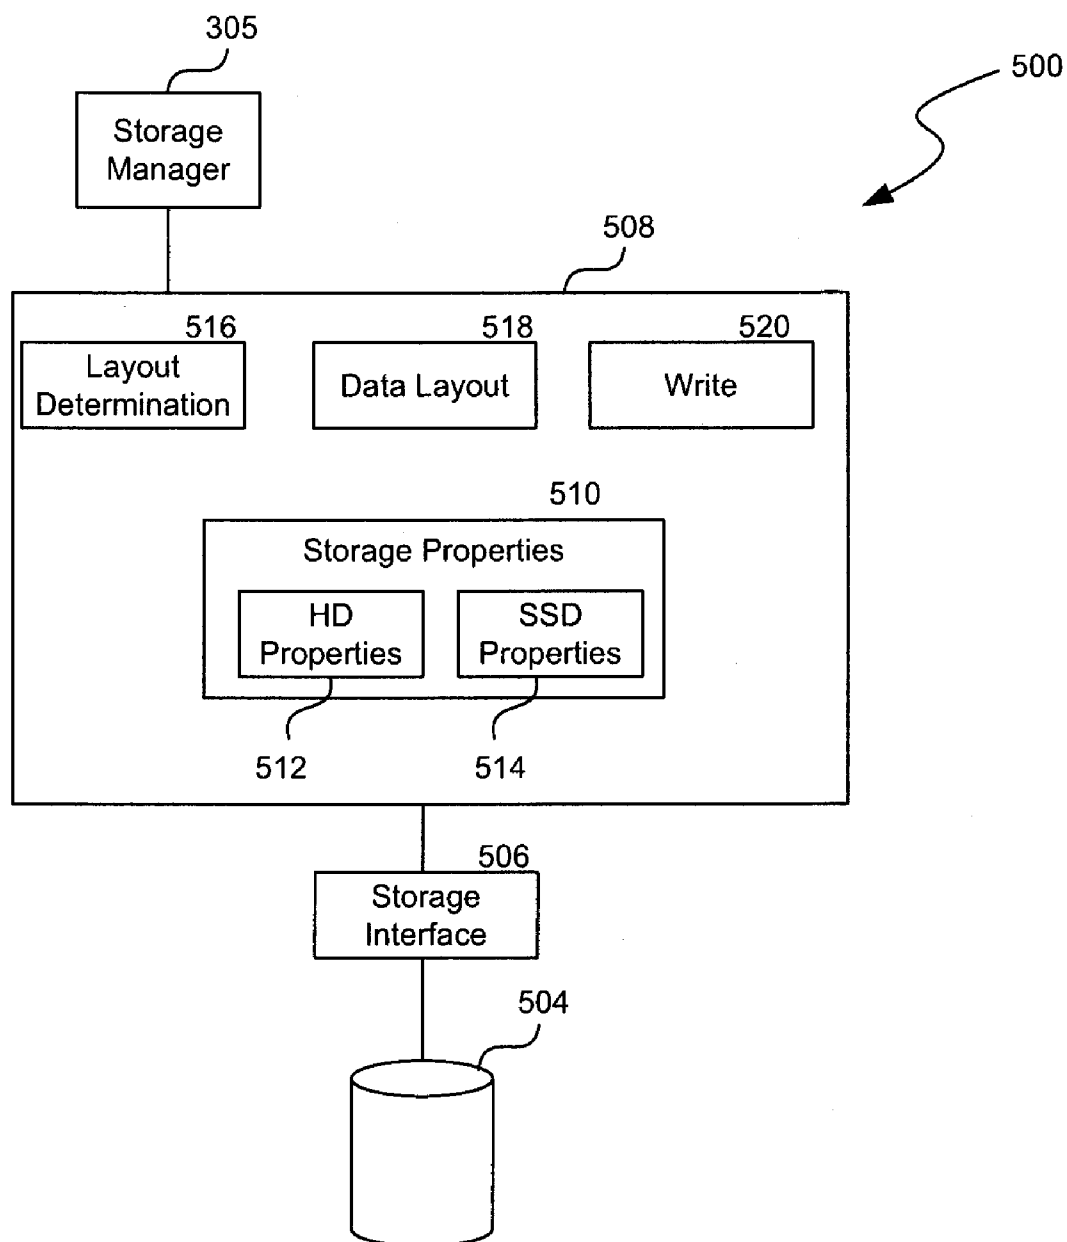 305
500
Storage
Manager
508
516
518
520
Layout
Determination
Data Layout
Write
510
Storage Properties
HD
Properties
SSD
Properties
512
514
506
Storage
Interface
504